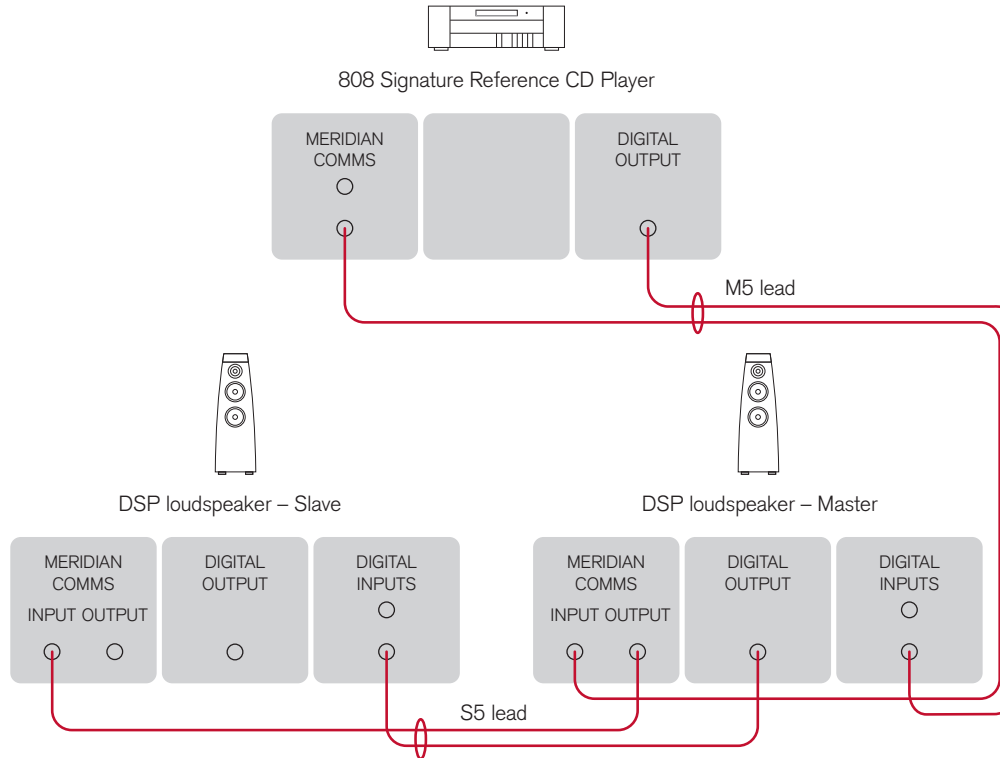 808 Signature Reference CD Player
MERIDIAN
COMMS
DIGITAL
OUTPUT
M5 lead
DSP loudspeaker – Slave
DSP loudspeaker – Master
MERIDIAN
COMMS
INPUT OUTPUT
DIGITAL
OUTPUT
DIGITAL
INPUTS
MERIDIAN
COMMS
INPUT OUTPUT
DIGITAL
OUTPUT
DIGITAL
INPUTS
S5 lead